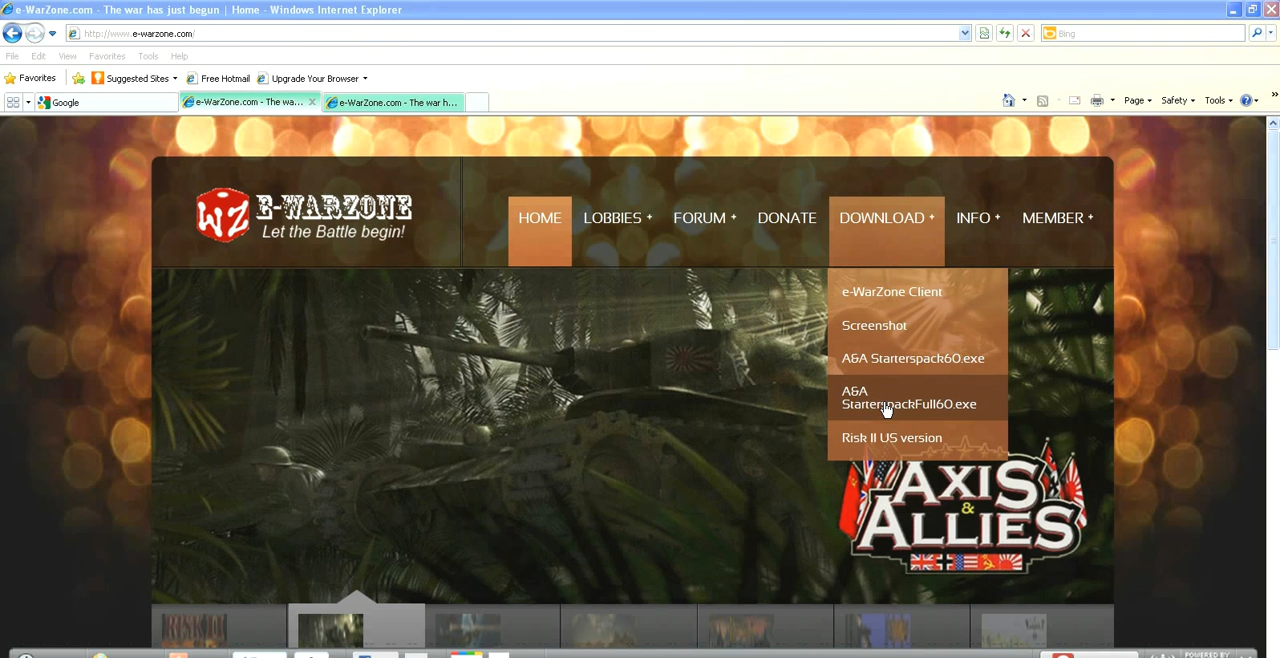 e-WarZone.com - The war has just begun | Home - Windows Internet Explorer
http://www.e-warzone.com/
Bing
File Edit View Favorites Tools Help
Favorites Suggested Sites Free Hotmail Upgrade Your Browser
Google e-WarZone.com - The wa... e-WarZone.com - The war h... Page Safety Tools
WZ E-WARZONE
Let the Battle begin!
HOME LOBBIES + FORUM + DONATE DOWNLOAD + INFO + MEMBER +
e-WarZone Client
Screenshot
A&A Starterspack60.exe
A&A
StarterspackFull60.exe
Risk II US version
AXIS
&
ALLIES
RISK II
POWERED BY